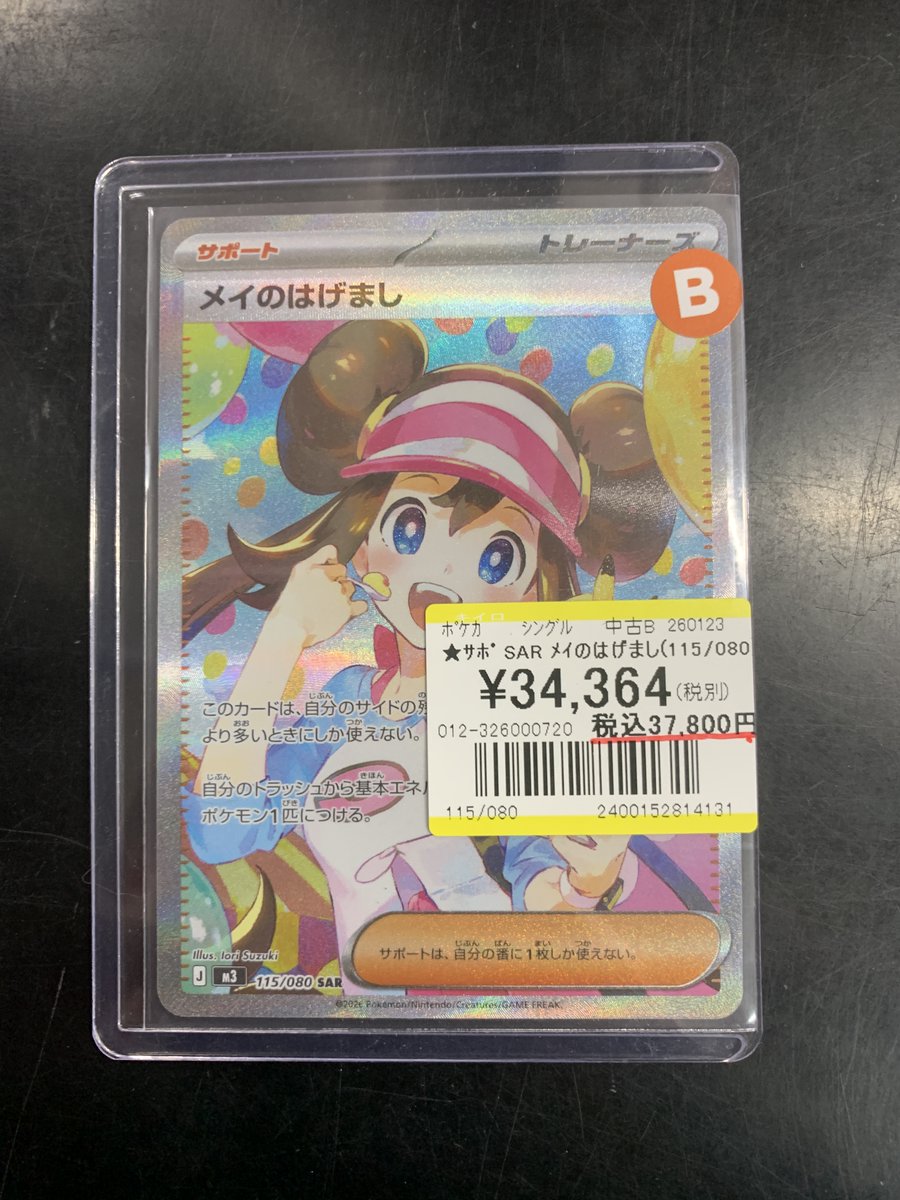 サポート
トレーナーズ
メイのはげまし
B
ポケカ シングル 中古B 260123
★サポ SAR メイのはげまし(115/080
¥34,364(税別)
012-326000720 税込37,800円
115/080 2400152814131
このカードは、自分のサイドの残
より多いときにしか使えない。
自分のトラッシュから基本エネル
ポケモン1匹につける。
サポートは、自分の番に1枚しか使えない。
Illus. Iori Suzuki
J M3 115/080 SAR
©2026 Pokémon/Nintendo/Creatures/GAME FREAK.